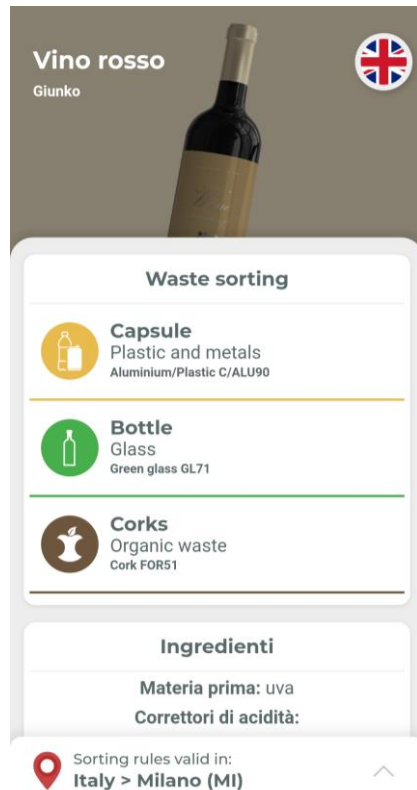 Vino rosso
Giunko
Waste sorting
Capsule
Plastic and metals
Aluminium/Plastic C/ALU90
Bottle
Glass
Green glass GL71
Corks
Organic waste
Cork FOR51
Ingredienti
Materia prima: uva
Correttori di acidità:
Sorting rules valid in:
Italy > Milano (MI)